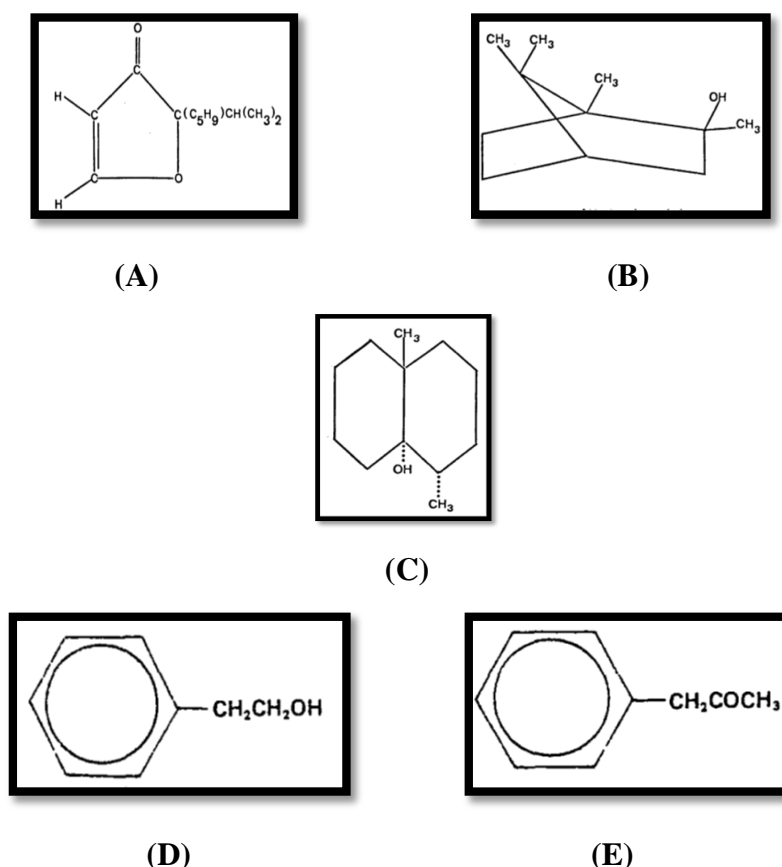 O
C
H
C
C(C₅H₉)CH(CH₃)₂
C
O
H
CH₃ CH₃
CH₃
OH
CH₃
(A) (B)
CH₃
OH
CH₃
(C)
CH₂CH₂OH
CH₂COCH₃
(D) (E)